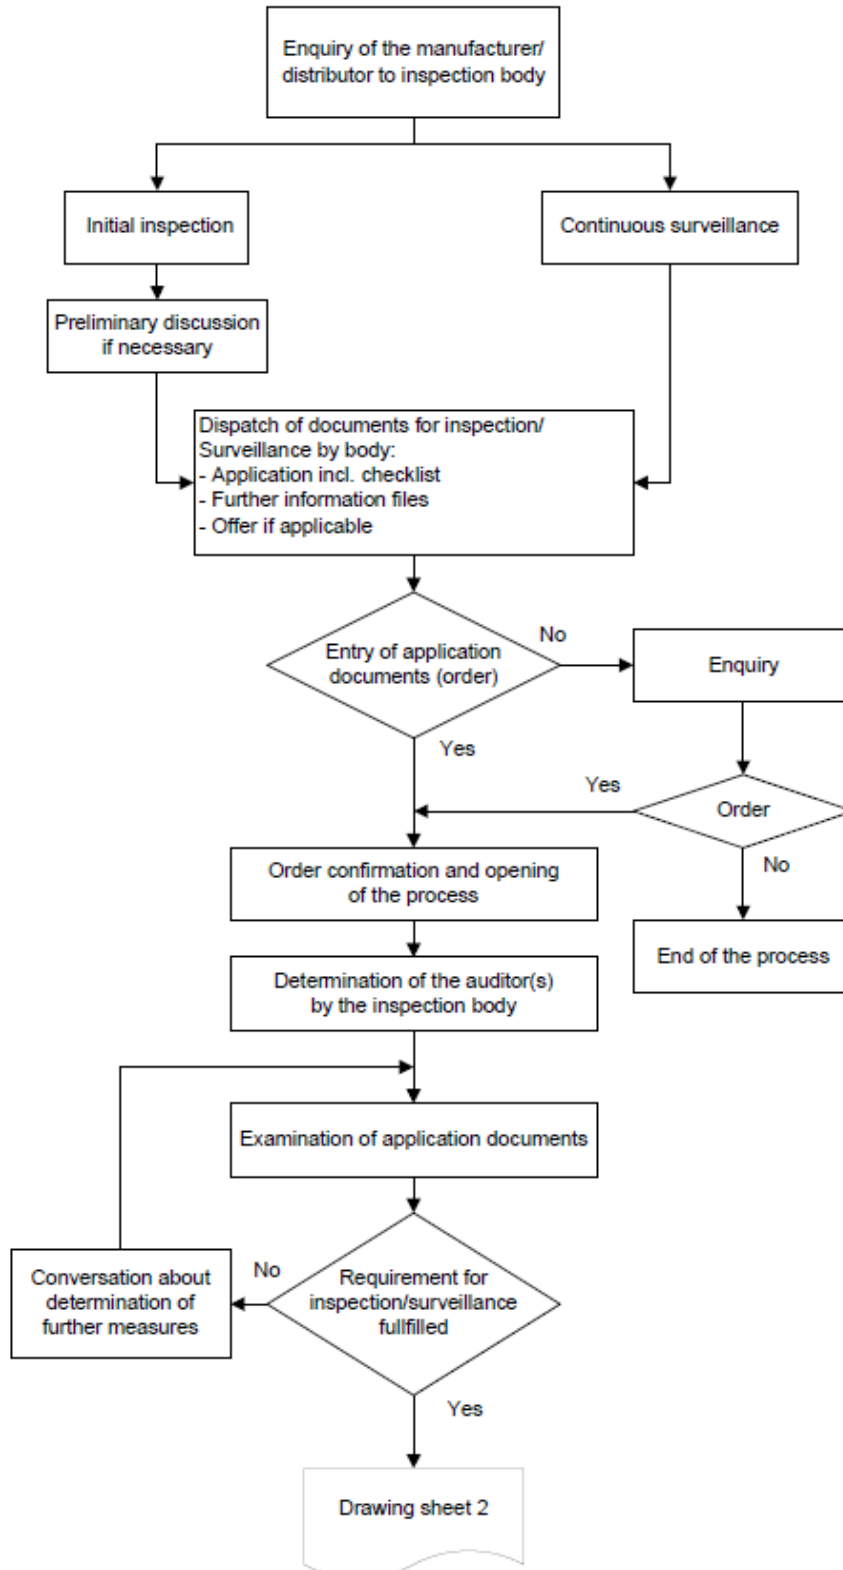 Enquiry of the manufacturer/
distributor to inspection body
Initial inspection
Continuous surveillance
Preliminary discussion
if necessary
Dispatch of documents for inspection/
Surveillance by body:
- Application incl. checklist
- Further information files
- Offer if applicable
Entry of application
documents (order)
No
Enquiry
Yes
Yes
Order
No
Order confirmation and opening
of the process
End of the process
Determination of the auditor(s)
by the inspection body
Examination of application documents
Conversation about
determination of
further measures
No
Requirement for
inspection/surveillance
fullfilled
Yes
Drawing sheet 2